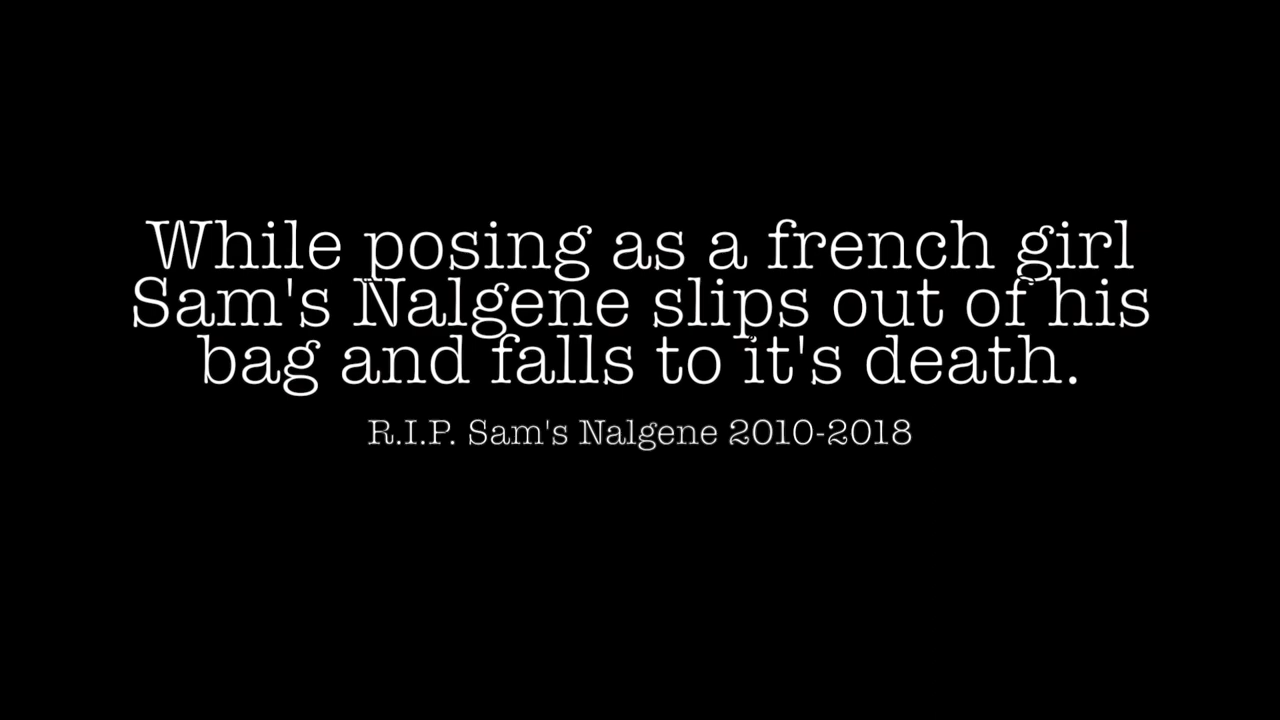 While posing as a french girl
Sam's Nalgene slips out of his
bag and falls to it's death.
R.I.P. Sam's Nalgene 2010-2018